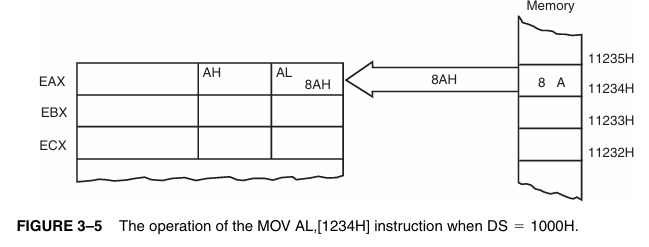 Memory
11235H
EAX
AH
AL
8AH
8AH
8 A
11234H
EBX
11233H
ECX
11232H
FIGURE 3–5 The operation of the MOV AL,[1234H] instruction when DS = 1000H.